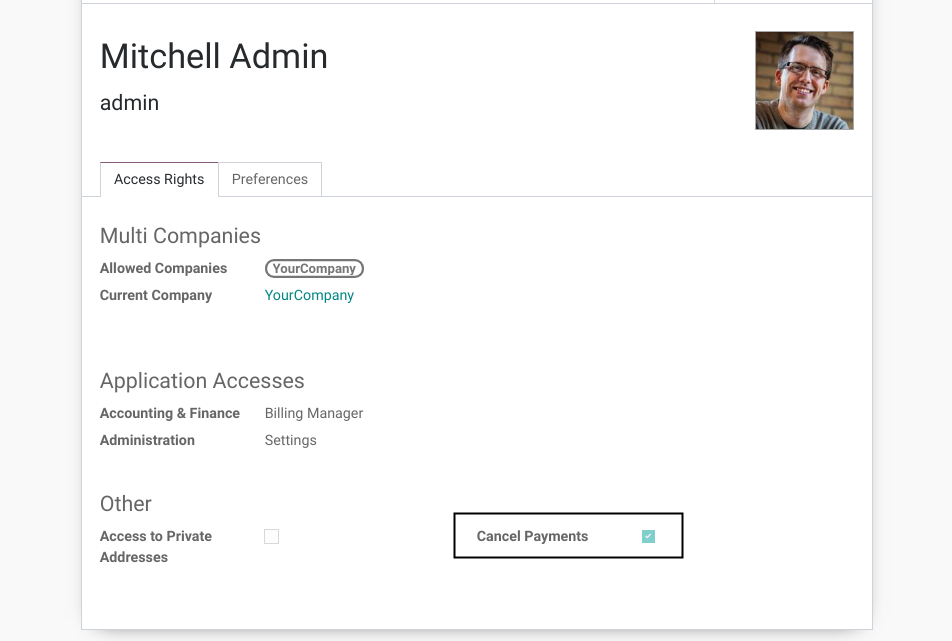 Mitchell Admin
admin
Access Rights Preferences
Multi Companies
Allowed Companies YourCompany
Current Company YourCompany
Application Accesses
Accounting & Finance Billing Manager
Administration Settings
Other
Access to Private Addresses
Cancel Payments